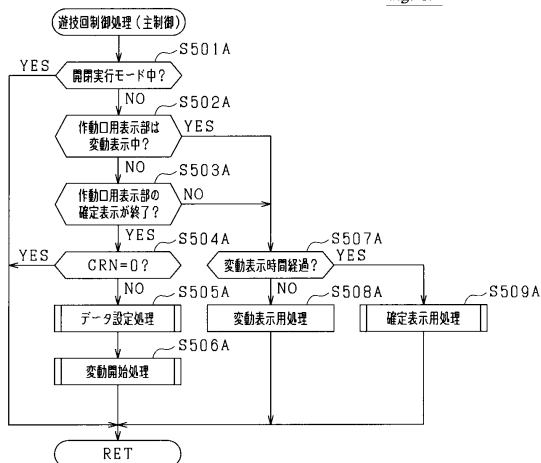 遊技回制御処理(主制御)
S501A
YES
開閉実行モード中?
NO
S502A
作動口用表示部は
変動表示中?
YES
NO
S503A
作動口用表示部の
確定表示が終了?
NO
YES
S504A
YES
CRN=0?
NO
S507A
変動表示時間経過?
YES
NO
S505A
データ設定処理
S508A
変動表示用処理
S509A
確定表示用処理
S506A
変動開始処理
RET